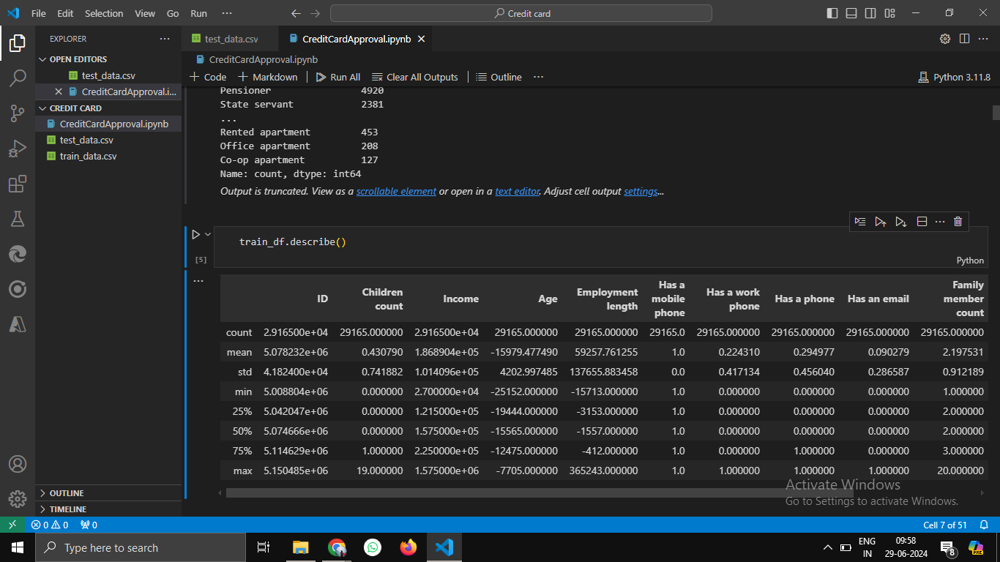 File Edit Selection View Go Run ··· Credit card
EXPLORER ···
OPEN EDITORS
test_data.csv
CreditCardApproval.i...
CREDIT CARD
CreditCardApproval.ipynb
test_data.csv
train_data.csv
OUTLINE
TIMELINE
test_data.csv CreditCardApproval.ipynb
CreditCardApproval.ipynb
+ Code + Markdown Run All Clear All Outputs Outline ··· Python 3.11.8
Pensioner 4920
State servant 2381
...
Rented apartment 453
Office apartment 208
Co-op apartment 127
Name: count, dtype: int64
Output is truncated. View as a scrollable element or open in a text editor. Adjust cell output settings...
train_df.describe()
[5] Python
ID Children count Income Age Employment length Has a mobile phone Has a work phone Has a phone Has an email Family member count
count 2.916500e+04 29165.000000 2.916500e+04 29165.000000 29165.000000 29165.0 29165.000000 29165.000000 29165.000000 29165.000000
mean 5.078232e+06 0.430790 1.868904e+05 -15979.477490 59257.761255 1.0 0.224310 0.294977 0.090279 2.197531
std 4.182400e+04 0.741882 1.014096e+05 4202.997485 137655.883458 0.0 0.417134 0.456040 0.286587 0.912189
min 5.008804e+06 0.000000 2.700000e+04 -25152.000000 -15713.000000 1.0 0.000000 0.000000 0.000000 1.000000
25% 5.042047e+06 0.000000 1.215000e+05 -19444.000000 -3153.000000 1.0 0.000000 0.000000 0.000000 2.000000
50% 5.074666e+06 0.000000 1.575000e+05 -15565.000000 -1557.000000 1.0 0.000000 0.000000 0.000000 2.000000
75% 5.114629e+06 1.000000 2.250000e+05 -12475.000000 -412.000000 1.0 0.000000 1.000000 0.000000 3.000000
max 5.150485e+06 19.000000 1.575000e+06 -7705.000000 365243.000000 1.0 1.000000 1.000000 1.000000 20.000000
Activate Windows
Go to Settings to activate Windows.
0 0 0 Cell 7 of 51
Type here to search
ENG
IN
09:58
29-06-2024
8
PRE